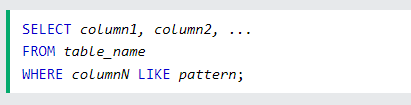 SELECT column1, column2, ...
FROM table_name
WHERE columnN LIKE pattern;